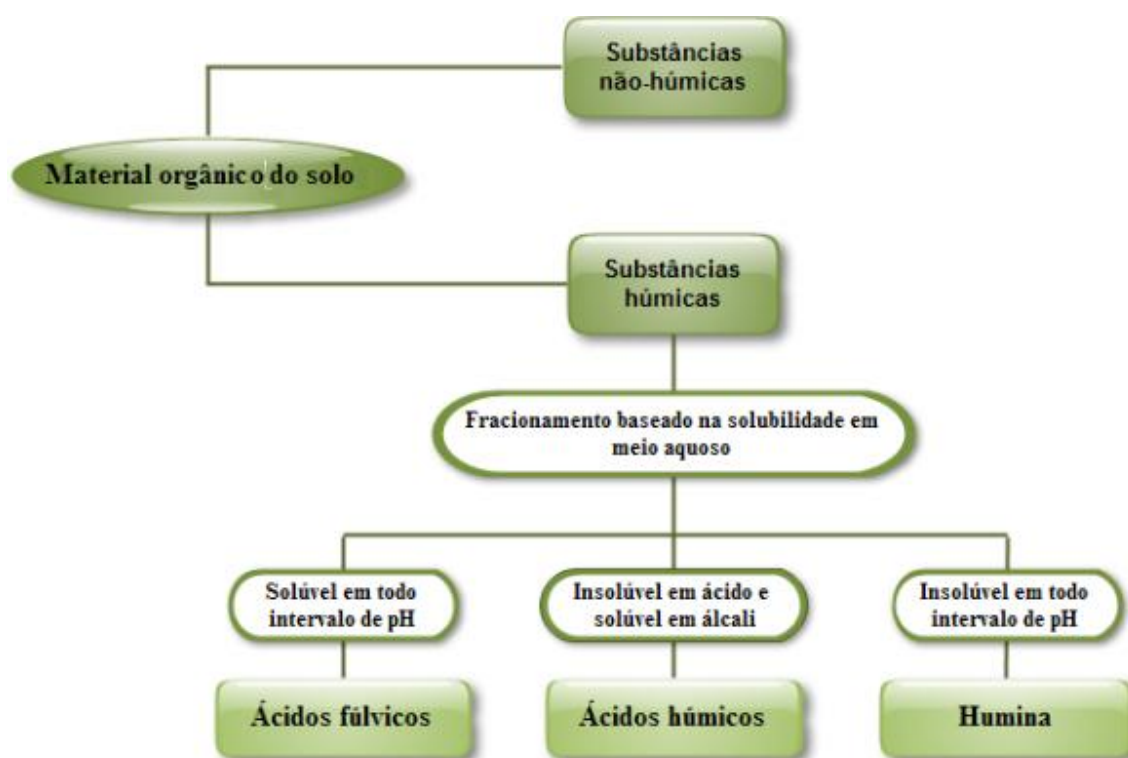 Substâncias
não-húmicas
Material orgânico do solo
Substâncias
húmicas
Fracionamento baseado na solubilidade em
meio aquoso
Solúvel em todo
intervalo de pH
Insolúvel em ácido e
solúvel em álcali
Insolúvel em todo
intervalo de pH
Ácidos fúlvicos
Ácidos húmicos
Humina